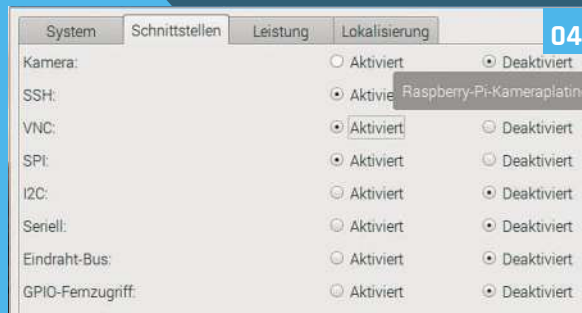 System Schnittstellen Leistung Lokalisierung
04
Kamera: Aktiviert Deaktiviert
SSH: Aktivie Raspberry-Pi-Kameraplatine
VNC: Aktiviert Deaktiviert
SPI: Aktiviert Deaktiviert
I2C: Aktiviert Deaktiviert
Seriell: Aktiviert Deaktiviert
Eindraht-Bus: Aktiviert Deaktiviert
GPIO-Fernzugriff: Aktiviert Deaktiviert